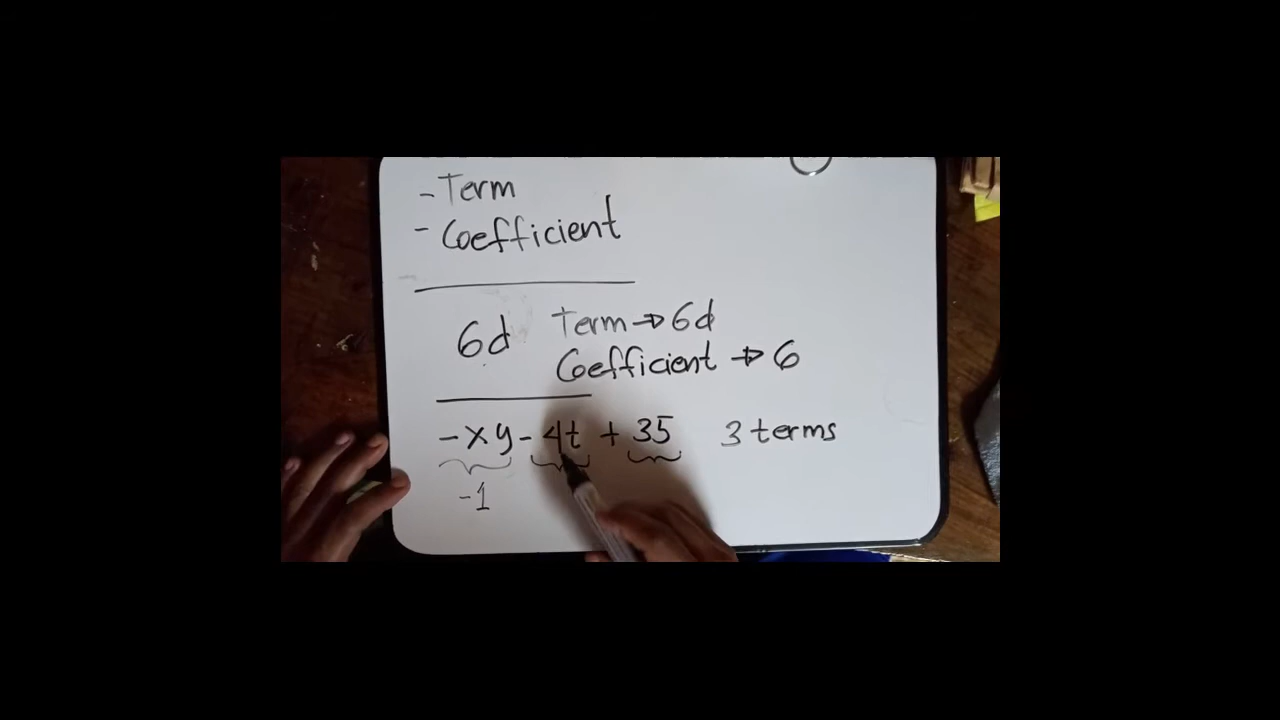 - Term
- Coefficient
6d Term → 6d
Coefficient → 6
-xy - 4t + 35 3 terms
-1